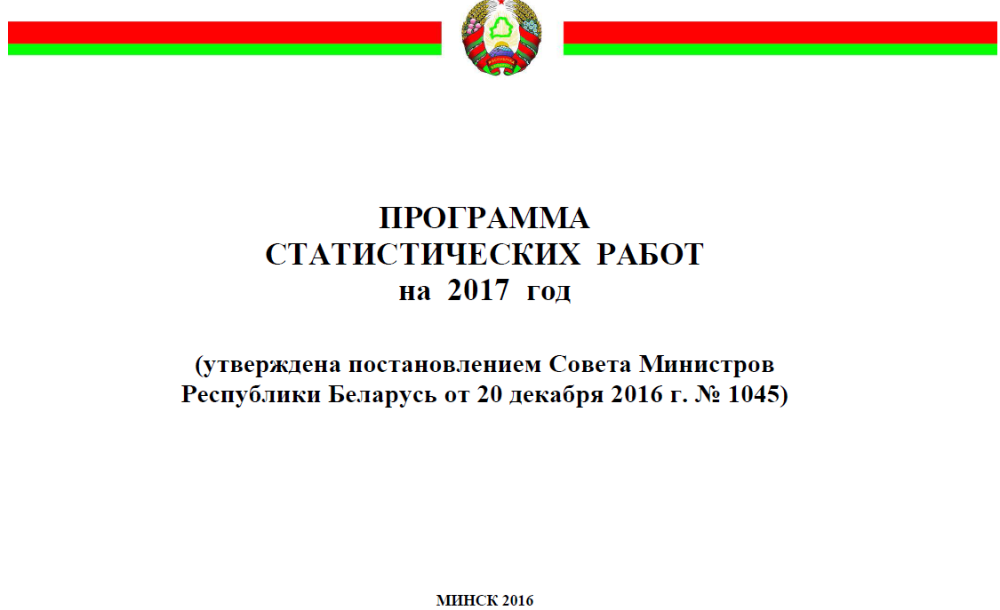 ПРОГРАММА
СТАТИСТИЧЕСКИХ РАБОТ
на 2017 год
(утверждена постановлением Совета Министров
Республики Беларусь от 20 декабря 2016 г. № 1045)
МИНСК 2016